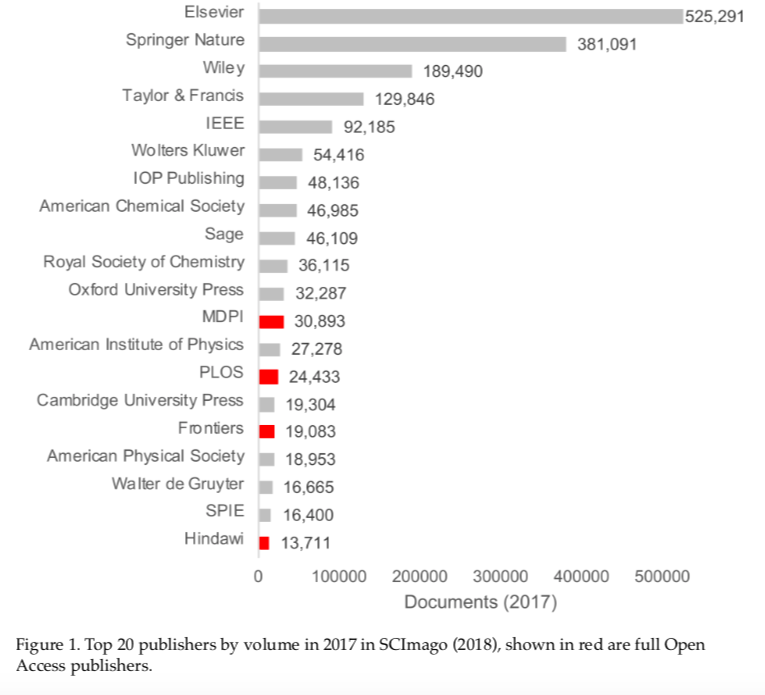 Elsevier 525,291
Springer Nature 381,091
Wiley 189,490
Taylor & Francis 129,846
IEEE 92,185
Wolters Kluwer 54,416
IOP Publishing 48,136
American Chemical Society 46,985
Sage 46,109
Royal Society of Chemistry 36,115
Oxford University Press 32,287
MDPI 30,893
American Institute of Physics 27,278
PLOS 24,433
Cambridge University Press 19,304
Frontiers 19,083
American Physical Society 18,953
Walter de Gruyter 16,665
SPIE 16,400
Hindawi 13,711
0 100000 200000 300000 400000 500000
Documents (2017)
Figure 1. Top 20 publishers by volume in 2017 in SCImago (2018), shown in red are full Open
Access publishers.